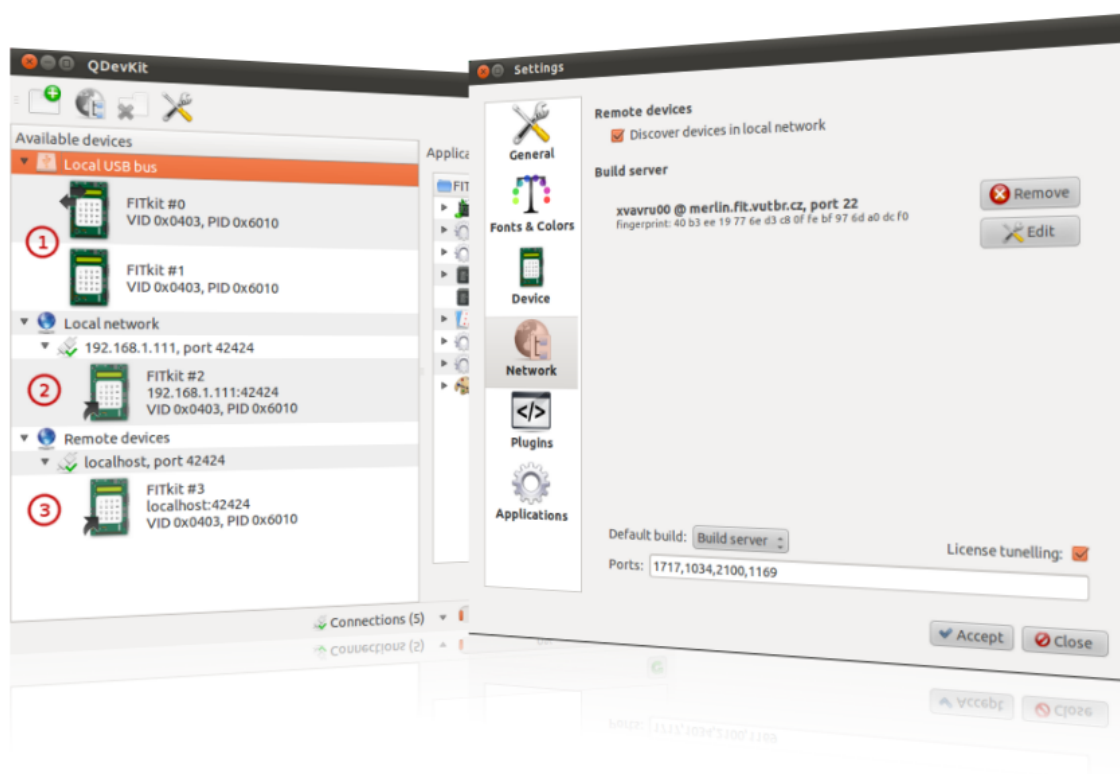 QDevKit
Available devices
Local USB bus
FITkit #0
VID 0x0403, PID 0x6010
1
FITkit #1
VID 0x0403, PID 0x6010
Local network
192.168.1.111, port 42424
2
FITkit #2
192.168.1.111:42424
VID 0x0403, PID 0x6010
Remote devices
localhost, port 42424
3
FITkit #3
localhost:42424
VID 0x0403, PID 0x6010
Connections (5)
Applica
FIT
Settings
General
Fonts & Colors
Device
Network
</>
Plugins
Applications
Remote devices
Discover devices in local network
Build server
xvavru00 @ merlin.fit.vutbr.cz, port 22
fingerprint: 40 b3 ee 19 77 6e d3 c8 0f fe bf 97 6d a0 dc f0
Remove
Edit
Default build: Build server
License tunelling:
Ports: 1717,1034,2100,1169
Accept
Close